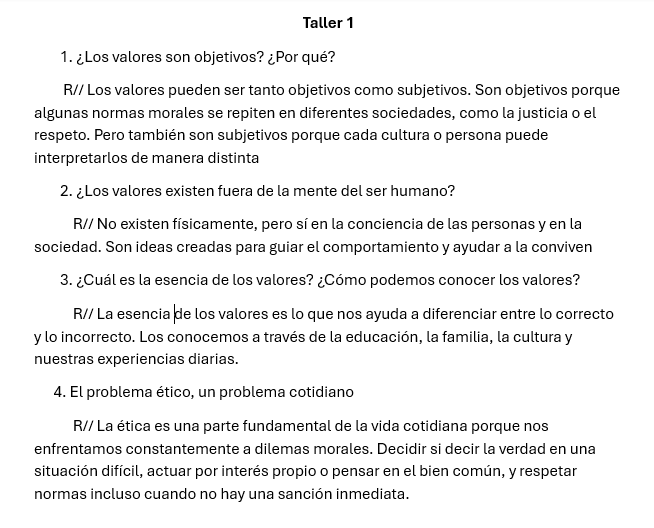 Taller 1
1. ¿Los valores son objetivos? ¿Por qué?
R// Los valores pueden ser tanto objetivos como subjetivos. Son objetivos porque
algunas normas morales se repiten en diferentes sociedades, como la justicia o el
respeto. Pero también son subjetivos porque cada cultura o persona puede
interpretarlos de manera distinta
2. ¿Los valores existen fuera de la mente del ser humano?
R// No existen físicamente, pero sí en la conciencia de las personas y en la
sociedad. Son ideas creadas para guiar el comportamiento y ayudar a la conviven
3. ¿Cuál es la esencia de los valores? ¿Cómo podemos conocer los valores?
R// La esencia de los valores es lo que nos ayuda a diferenciar entre lo correcto
y lo incorrecto. Los conocemos a través de la educación, la familia, la cultura y
nuestras experiencias diarias.
4. El problema ético, un problema cotidiano
R// La ética es una parte fundamental de la vida cotidiana porque nos
enfrentamos constantemente a dilemas morales. Decidir si decir la verdad en una
situación difícil, actuar por interés propio o pensar en el bien común, y respetar
normas incluso cuando no hay una sanción inmediata.